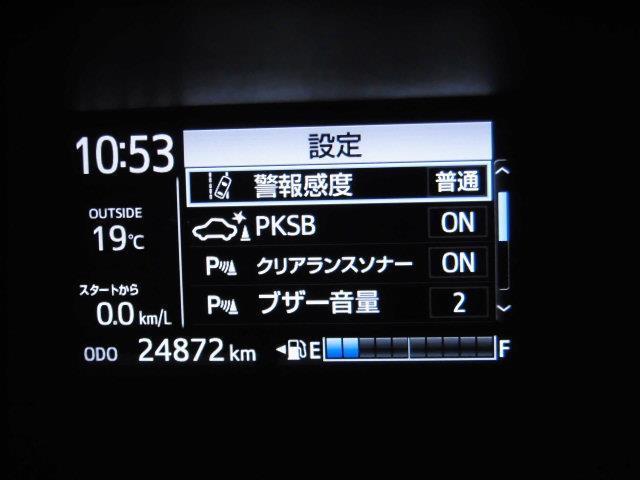 10:53
設定
警報感度 普通
OUTSIDE
19℃
PKSB ON
P クリアランスソナー ON
スタートから
0.0 km/L
P ブザー音量 2
ODO 24872 km E F